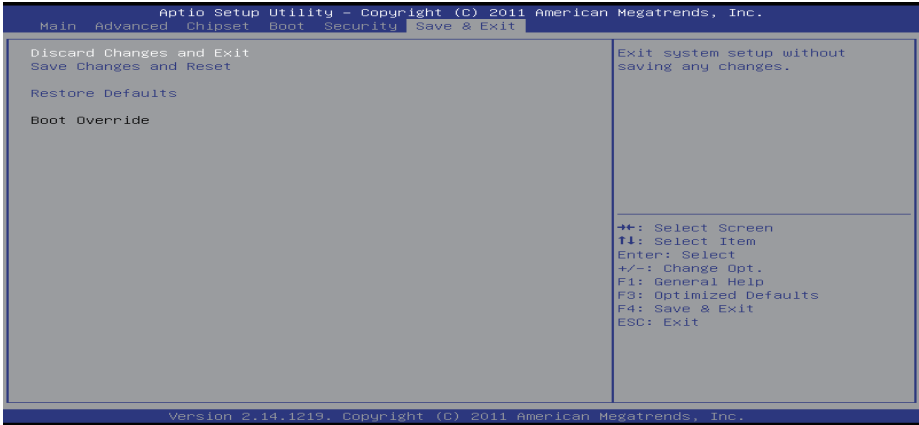 Aptio Setup Utility – Copyright (C) 2011 American Megatrends, Inc.
Main Advanced Chipset Boot Security Save & Exit
Discard Changes and Exit
Save Changes and Reset
Restore Defaults
Boot Override
Exit system setup without
saving any changes.
→←: Select Screen
↑↓: Select Item
Enter: Select
+/-: Change Opt.
F1: General Help
F3: Optimized Defaults
F4: Save & Exit
ESC: Exit
Version 2.14.1219. Copyright (C) 2011 American Megatrends, Inc.